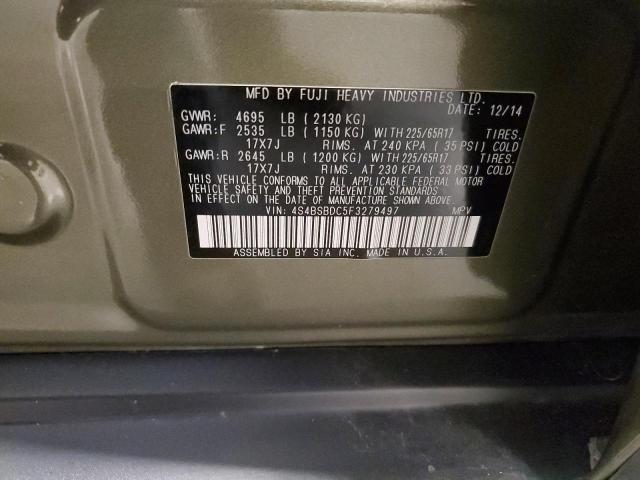 MFD BY FUJI HEAVY INDUSTRIES LTD.
DATE: 12/14
GVWR: 4695 LB (2130 KG)
GAWR:F 2535 LB (1150 KG) WITH 225/65R17 TIRES.
17X7J RIMS. AT 240 KPA (35 PSI) COLD
GAWR:R 2645 LB (1200 KG) WITH 225/65R17 TIRES.
17X7J RIMS. AT 230 KPA (33 PSI) COLD
THIS VEHICLE CONFORMS TO ALL APPLICABLE FEDERAL MOTOR
VEHICLE SAFETY AND THEFT PREVENTION STANDARDS IN
EFFECT ON THE DATE OF MANUFACTURE SHOWN ABOVE.
VIN: 4S4BSBDC5F3279497 MPV
ASSEMBLED BY SIA INC. MADE IN U.S.A.